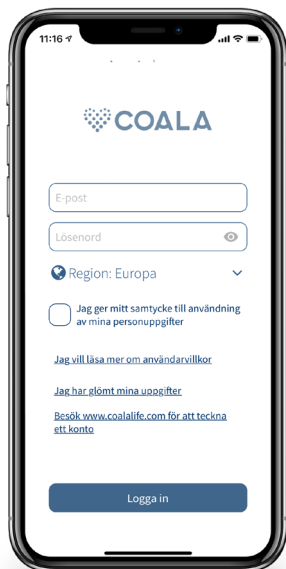 11:16
COALA
E-post
Lösenord
Region: Europa
Jag ger mitt samtycke till användning
av mina personuppgifter
Jag vill läsa mer om användarvillkor
Jag har glömt mina uppgifter
Besök www.coalalife.com för att teckna
ett konto
Logga in